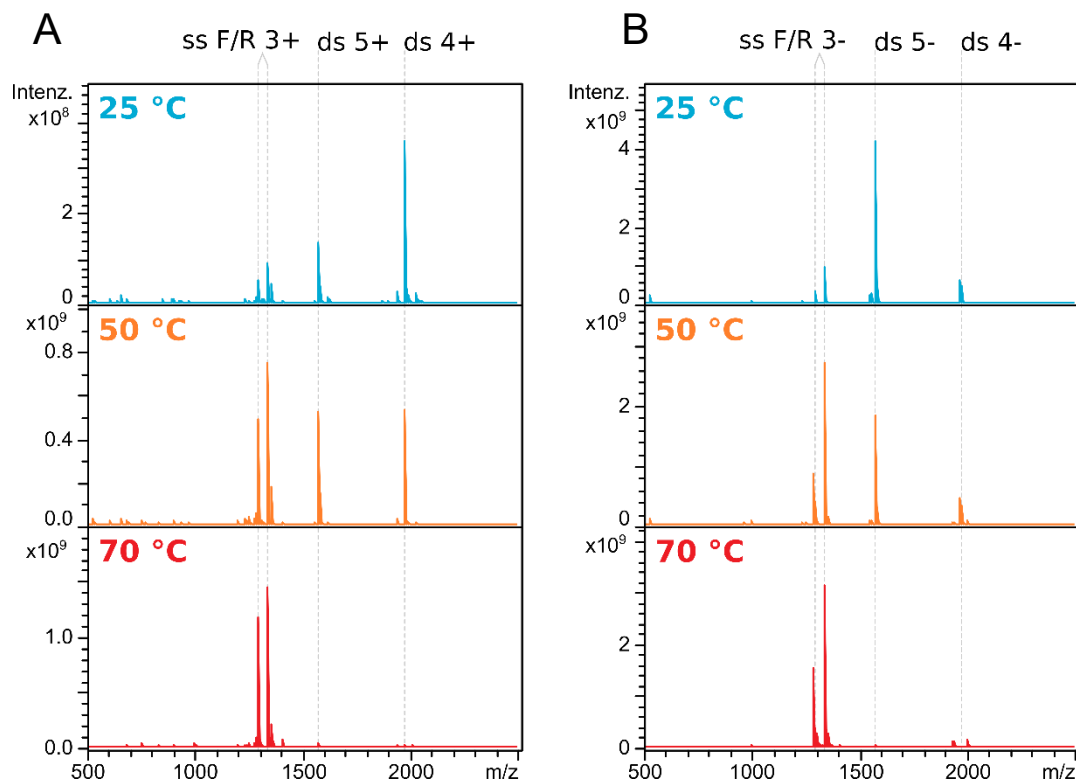 A
ss F/R 3+ ds 5+ ds 4+
Intenz.
x10⁸
25 °C
2
0
x10⁹
50 °C
0.8
0.4
0.0
x10⁹
70 °C
1.0
0.0
500 1000 1500 2000 m/z
B
ss F/R 3- ds 5- ds 4-
Intenz.
x10⁹
25 °C
4
2
0
x10⁹
50 °C
2
0
x10⁹
70 °C
2
0
500 1000 1500 2000 m/z